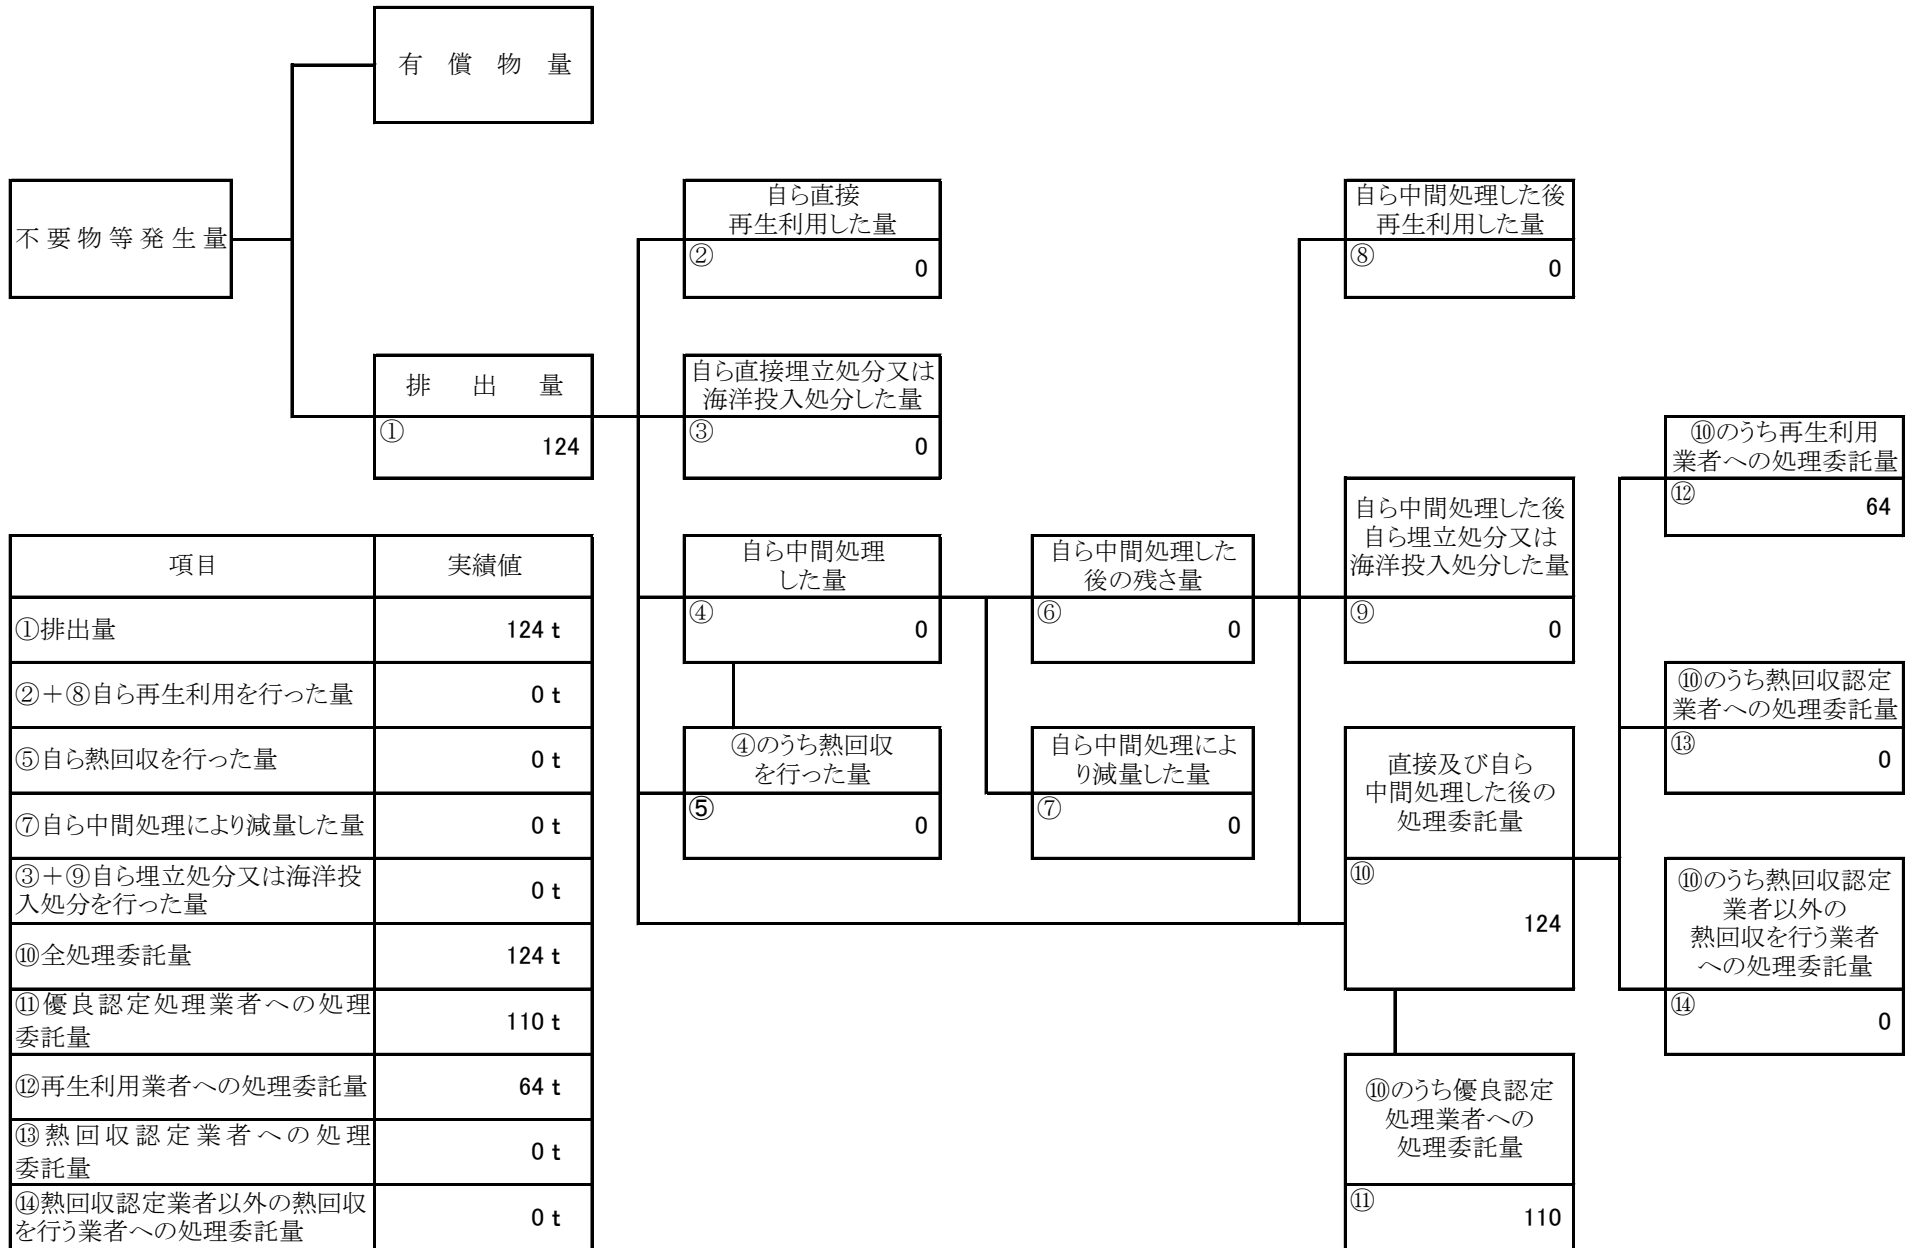 有償物量
不要物等発生量
排出量
①
124
自ら直接
再生利用した量
②
0
自ら直接埋立処分又は
海洋投入処分した量
③
0
自ら中間処理
した量
④
0
④のうち熱回収
を行った量
⑤
0
自ら中間処理した
後の残さ量
⑥
0
自ら中間処理によ
り減量した量
⑦
0
自ら中間処理した後
再生利用した量
⑧
0
自ら中間処理した後
自ら埋立処分又は
海洋投入処分した量
⑨
0
直接及び自ら
中間処理した後の
処理委託量
⑩
124
⑩のうち優良認定
処理業者への
処理委託量
⑪
110
⑩のうち再生利用
業者への処理委託量
⑫
64
⑩のうち熱回収認定
業者への処理委託量
⑬
0
⑩のうち熱回収認定
業者以外の
熱回収を行う業者
への処理委託量
⑭
0
項目 実績値
①排出量 124 t
②＋⑧自ら再生利用を行った量 0 t
⑤自ら熱回収を行った量 0 t
⑦自ら中間処理により減量した量 0 t
③＋⑨自ら埋立処分又は海洋投
入処分を行った量 0 t
⑩全処理委託量 124 t
⑪優良認定処理業者への処理
委託量 110 t
⑫再生利用業者への処理委託量 64 t
⑬熱回収認定業者への処理
委託量 0 t
⑭熱回収認定業者以外の熱回収
を行う業者への処理委託量 0 t